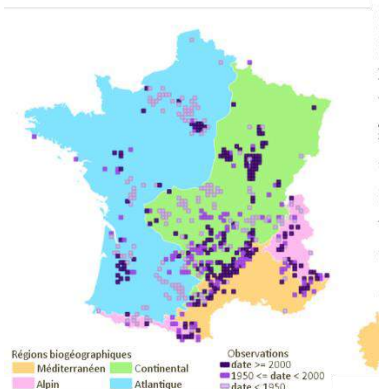 Régions biogéographiques
Méditerranéen
Continental
Alpin
Atlantique
Observations
date >= 2000
1950 <= date < 2000
date < 1950